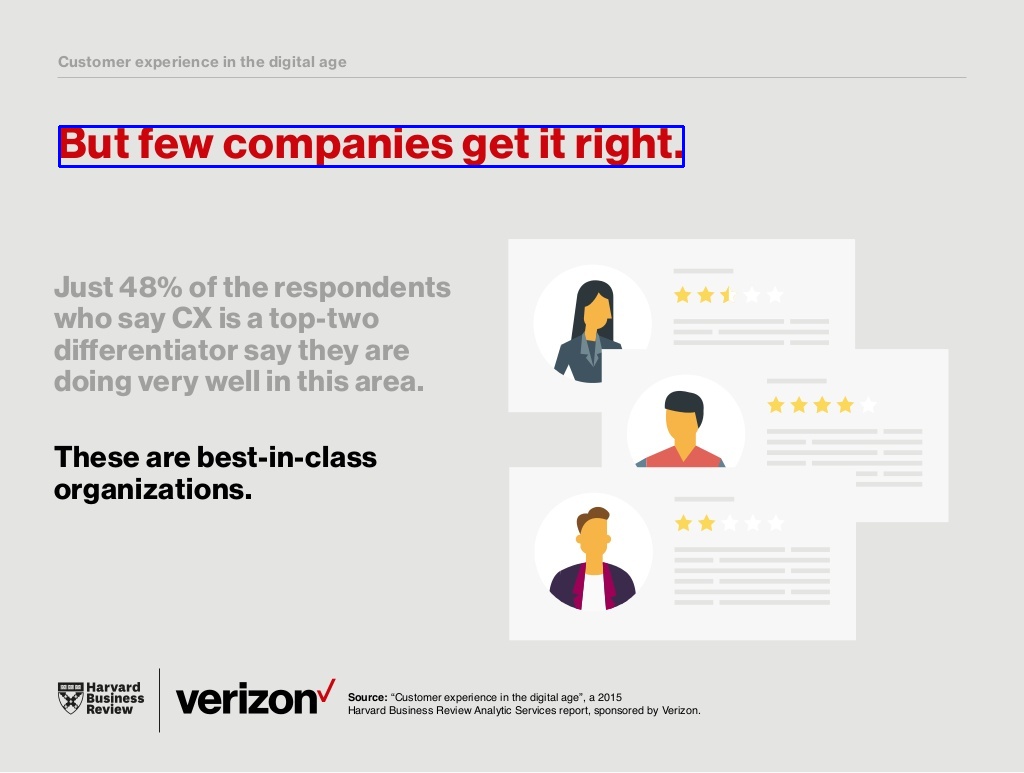 Customer experience in the digital age
But few companies get it right.
Just 48% of the respondents
who say CX is a top-two
differentiator say they are
doing very well in this area.
These are best-in-class
organizations.
Harvard
Business
Review
verizon
Source: “Customer experience in the digital age”, a 2015
Harvard Business Review Analytic Services report, sponsored by Verizon.